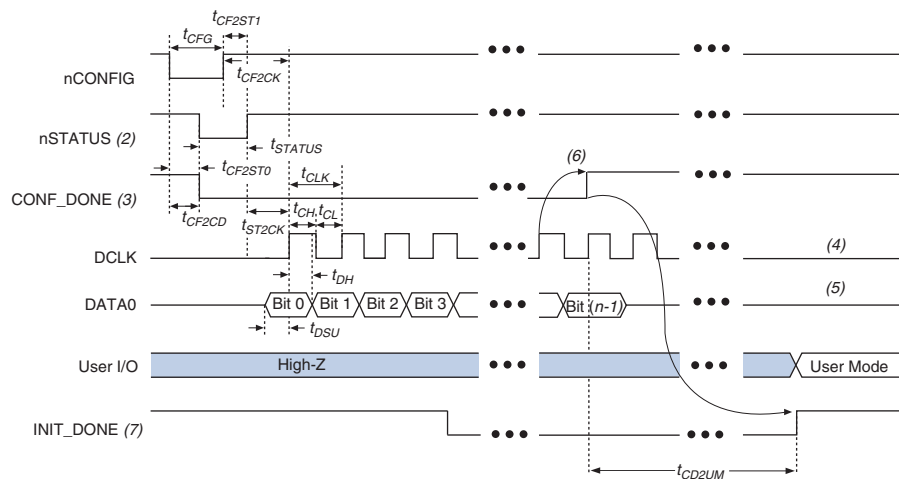 tCF2ST1
tCFG
nCONFIG
tCF2CK
nSTATUS (2)
tSTATUS
tCF2ST0
(6)
tCLK
CONF_DONE (3)
tCF2CD
tCH
tCL
tST2CK
DCLK
(4)
tDH
DATA0
Bit 0 Bit 1 Bit 2 Bit 3
Bit (n-1)
(5)
tDSU
User I/O
High-Z
User Mode
INIT_DONE (7)
tCD2UM